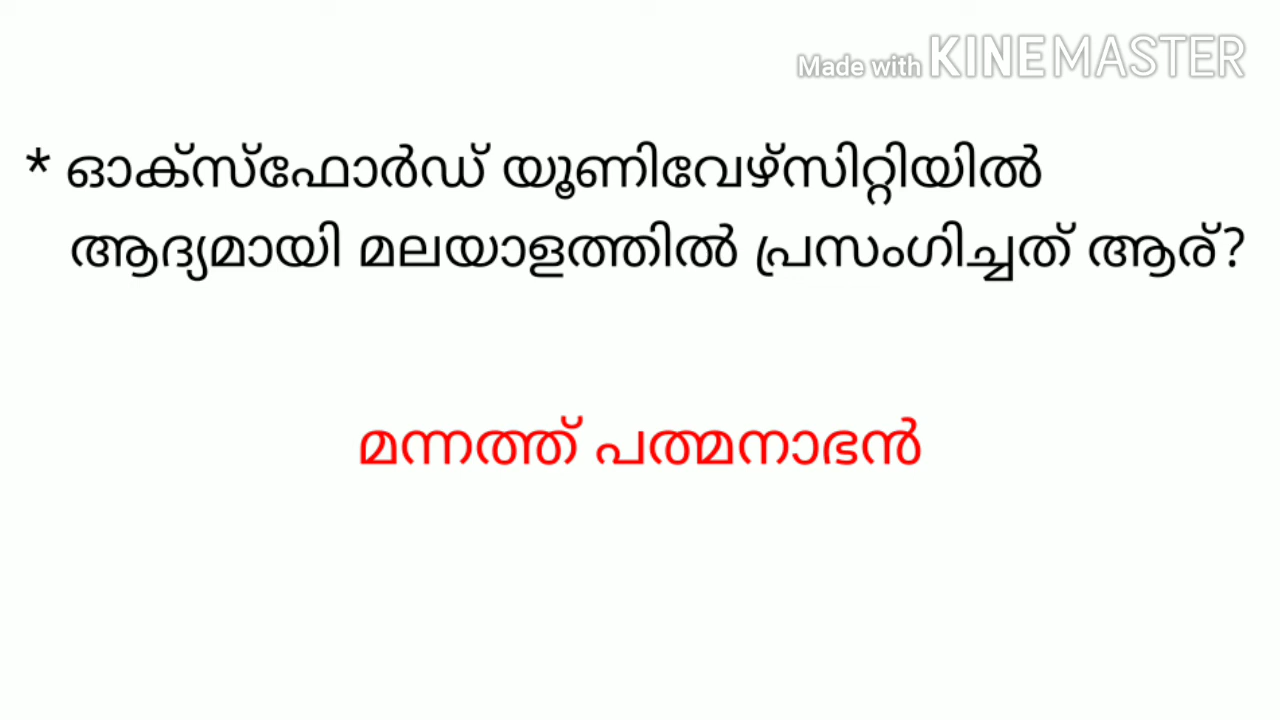 Made with KINEMASTER
* ഓക്സ്ഫോർഡ് യൂണിവേഴ്സിറ്റിയിൽ
ആദ്യമായി മലയാളത്തിൽ പ്രസംഗിച്ചത് ആര്?
മന്നത്ത് പത്മനാഭൻ